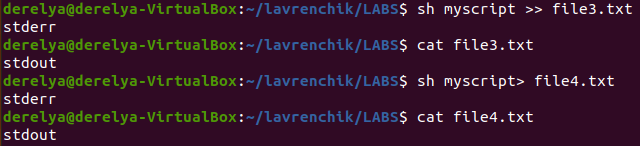 derelya@derelya-VirtualBox:~/lavrenchik/LABS$ sh myscript >> file3.txt
stderr
derelya@derelya-VirtualBox:~/lavrenchik/LABS$ cat file3.txt
stdout
derelya@derelya-VirtualBox:~/lavrenchik/LABS$ sh myscript> file4.txt
stderr
derelya@derelya-VirtualBox:~/lavrenchik/LABS$ cat file4.txt
stdout